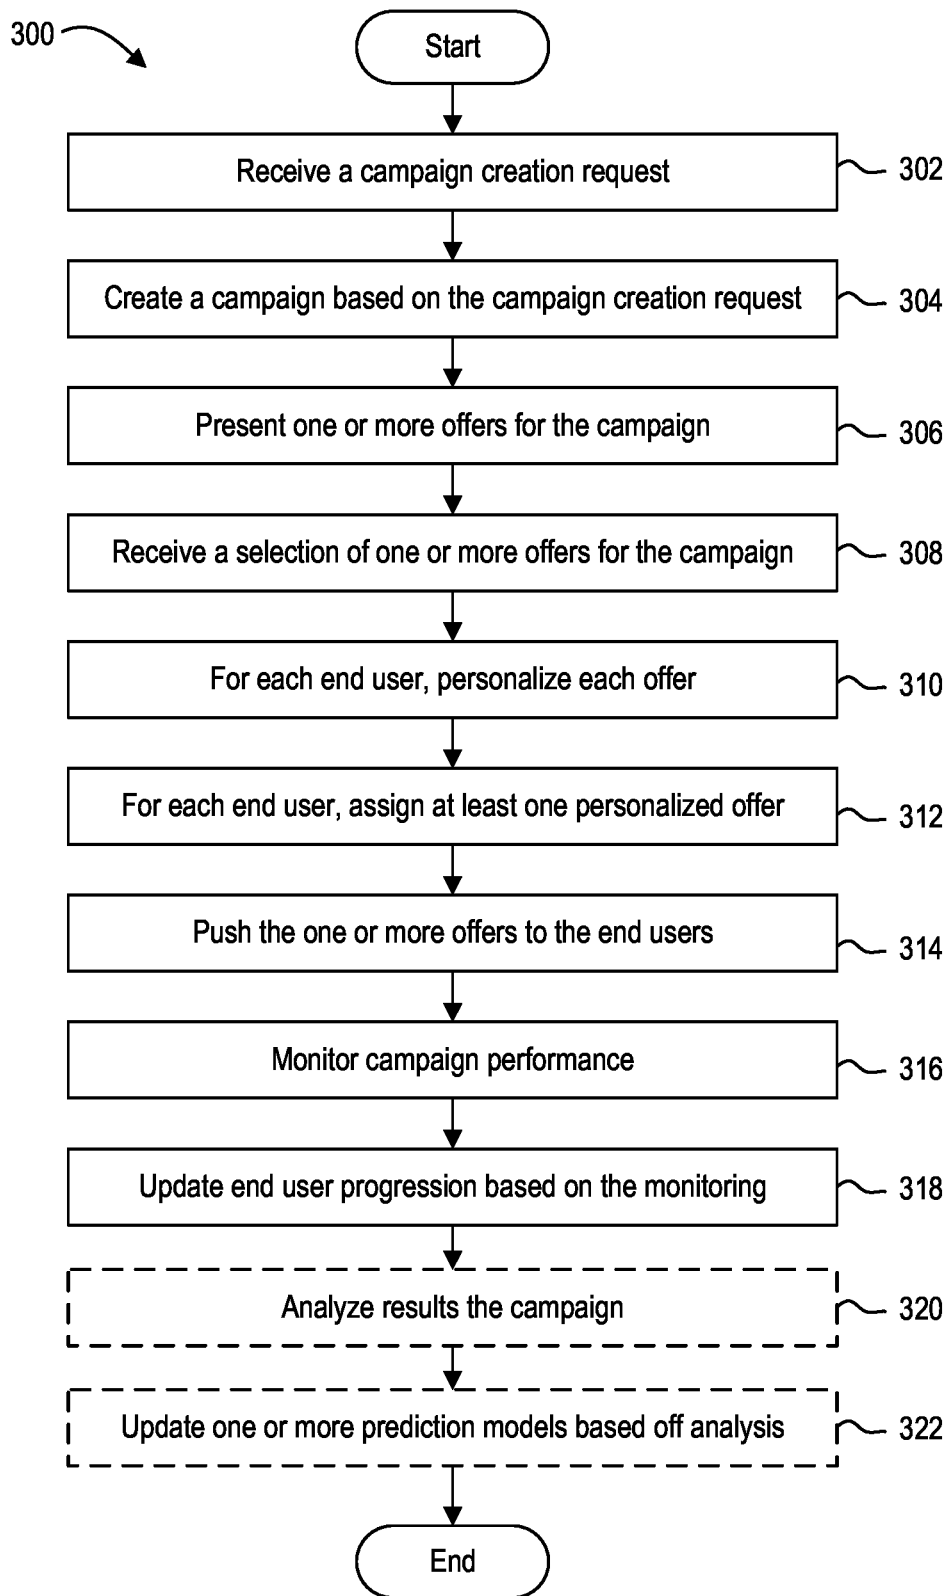 300
Start
Receive a campaign creation request
302
Create a campaign based on the campaign creation request
304
Present one or more offers for the campaign
306
Receive a selection of one or more offers for the campaign
308
For each end user, personalize each offer
310
For each end user, assign at least one personalized offer
312
Push the one or more offers to the end users
314
Monitor campaign performance
316
Update end user progression based on the monitoring
318
Analyze results the campaign
320
Update one or more prediction models based off analysis
322
End